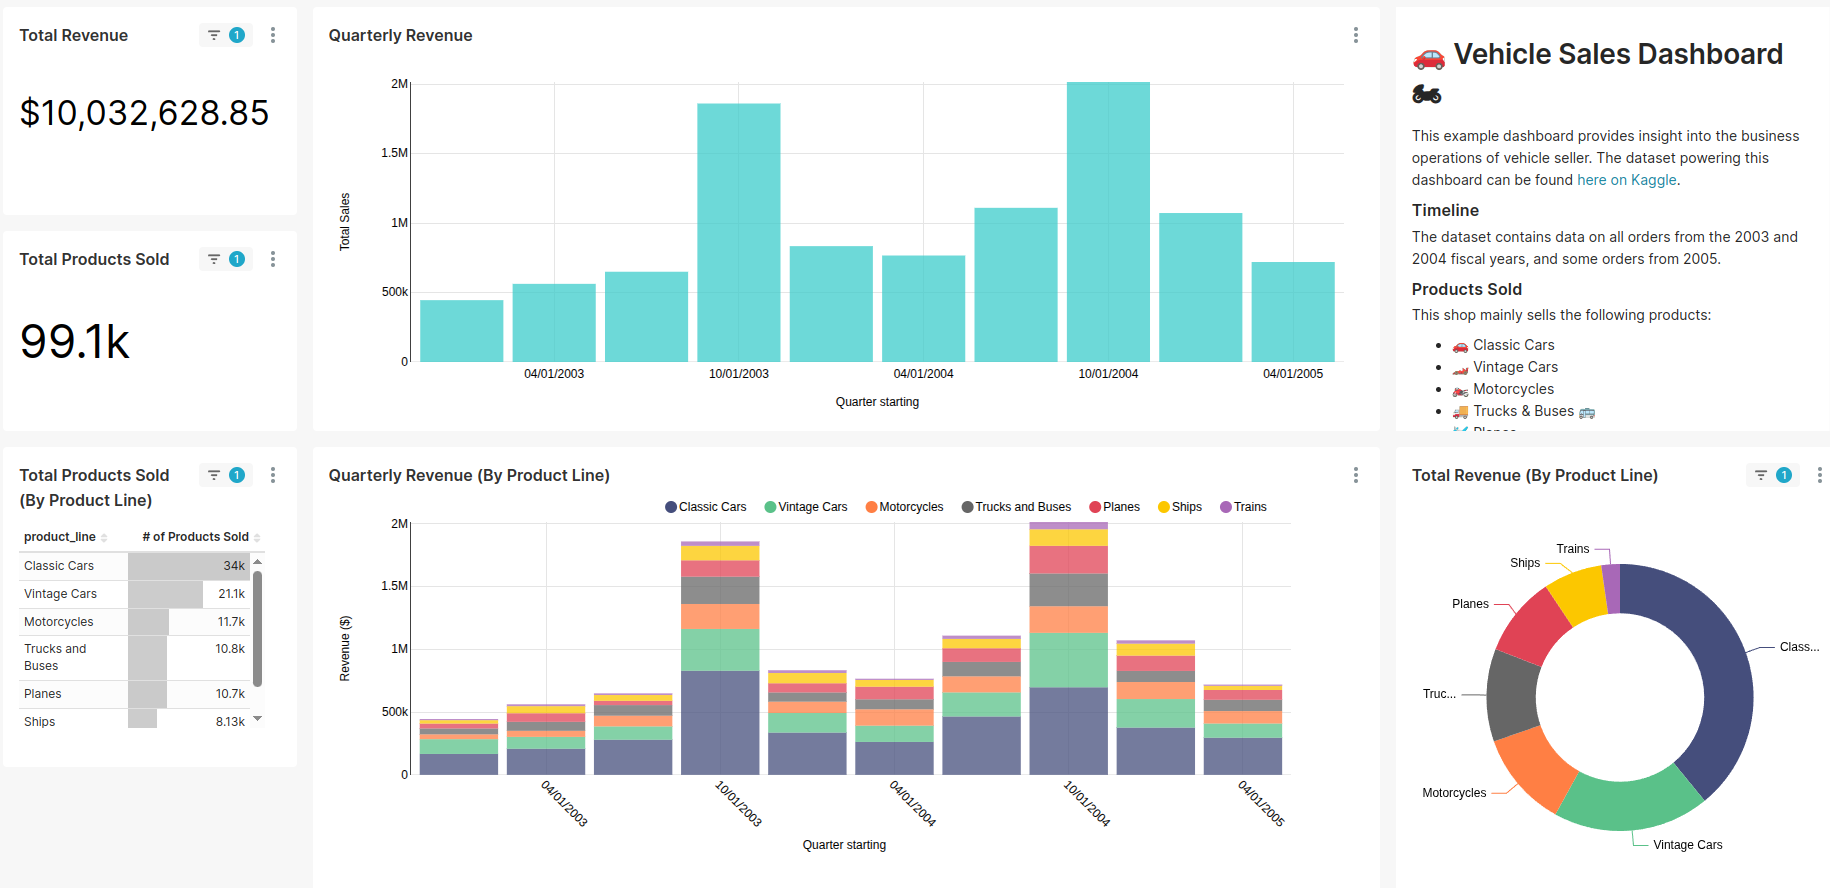 Total Revenue
1
$10,032,628.85
Total Products Sold
1
99.1k
Total Products Sold
(By Product Line)
1
product_line
# of Products Sold
Classic Cars
34k
Vintage Cars
21.1k
Motorcycles
11.7k
Trucks and
Buses
10.8k
Planes
10.7k
Ships
8.13k
Quarterly Revenue
2M
1.5M
1M
500k
0
Total Sales
04/01/2003
10/01/2003
04/01/2004
10/01/2004
04/01/2005
Quarter starting
Quarterly Revenue (By Product Line)
Classic Cars
Vintage Cars
Motorcycles
Trucks and Buses
Planes
Ships
Trains
2M
1.5M
1M
500k
0
Revenue ($)
04/01/2003
10/01/2003
04/01/2004
10/01/2004
04/01/2005
Quarter starting
🚗 Vehicle Sales Dashboard
🏍
This example dashboard provides insight into the business
operations of vehicle seller. The dataset powering this
dashboard can be found here on Kaggle.
Timeline
The dataset contains data on all orders from the 2003 and
2004 fiscal years, and some orders from 2005.
Products Sold
This shop mainly sells the following products:
• 🚗 Classic Cars
• 🏎️ Vintage Cars
• 🏍️ Motorcycles
• 🚚 Trucks & Buses 🚌
Total Revenue (By Product Line)
1
Trains
Ships
Planes
Truc...
Motorcycles
Vintage Cars
Class...